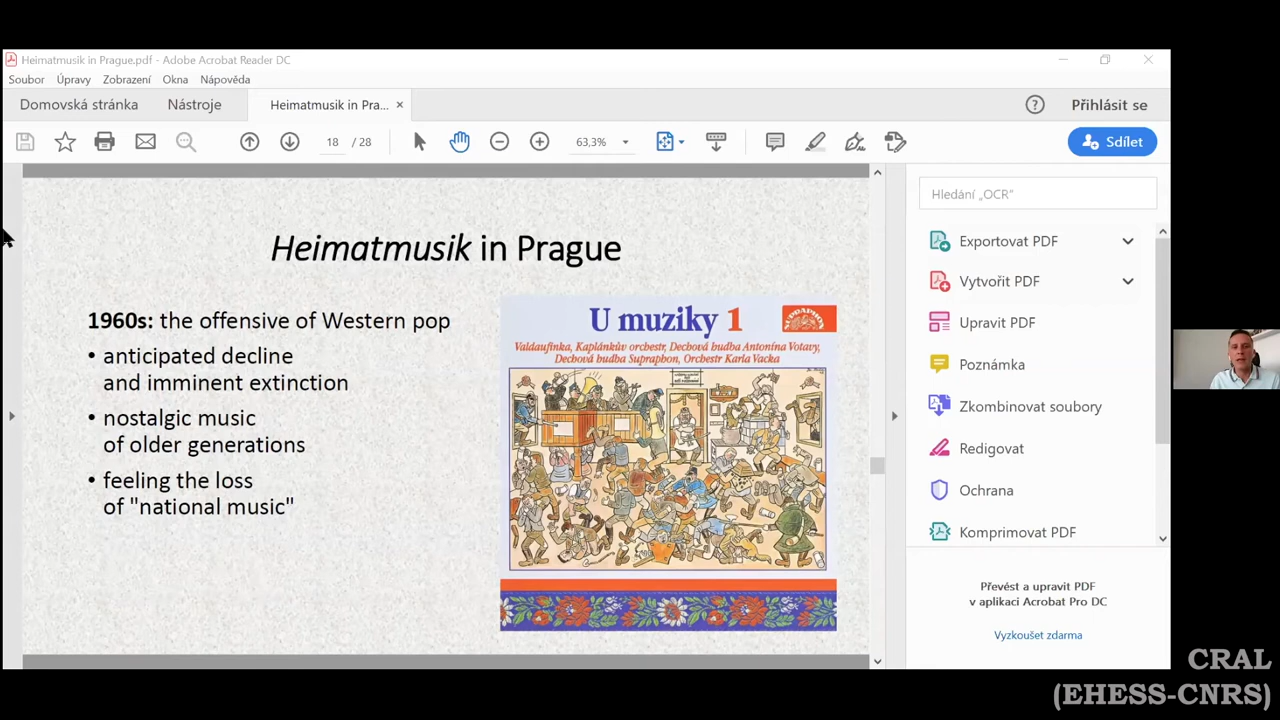 Heimatmusik in Prague.pdf - Adobe Acrobat Reader DC
Soubor Úpravy Zobrazení Okna Nápověda
Domovská stránka Nástroje Heimatmusik in Pra... × Přihlásit se
18 / 28 63,3% Sdílet
Heimatmusik in Prague
1960s: the offensive of Western pop
• anticipated decline
and imminent extinction
• nostalgic music
of older generations
• feeling the loss
of "national music"
U muziky 1
SUPRAPHON
Valdaufinka, Kaplánkův orchestr, Dechová hudba Antonína Votavy,
Dechová hudba Supraphon, Orchestr Karla Vacka
Hledání „OCR"
Exportovat PDF
Vytvořit PDF
Upravit PDF
Poznámka
Zkombinovat soubory
Redigovat
Ochrana
Komprimovat PDF
Převést a upravit PDF
v aplikaci Acrobat Pro DC
Vyzkoušet zdarma
CRAL
(EHESS-CNRS)